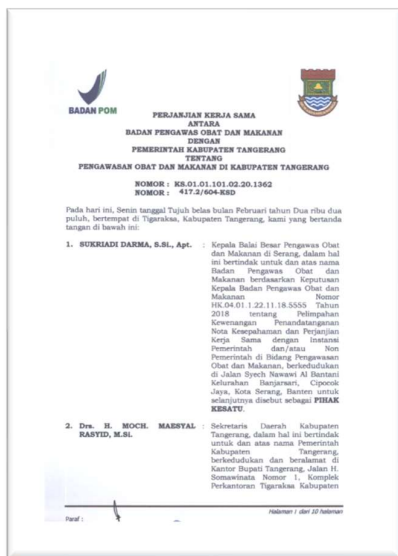 BADAN POM
PERJANJIAN KERJA SAMA
ANTARA
BADAN PENGAWAS OBAT DAN MAKANAN
DENGAN
PEMERINTAH KABUPATEN TANGERANG
TENTANG
PENGAWASAN OBAT DAN MAKANAN DI KABUPATEN TANGERANG
NOMOR : KS.01.01.101.02.20.1362
NOMOR : 417.2/604-KSD
Pada hari ini, Senin tanggal Tujuh belas bulan Februari tahun Dua ribu dua
puluh, bertempat di Tigaraksa, Kabupaten Tangerang, kami yang bertanda
tangan di bawah ini:
1. SUKRIADI DARMA, S.Si., Apt. : Kepala Balai Besar Pengawas Obat
dan Makanan di Serang, dalam hal
ini bertindak untuk dan atas nama
Badan Pengawas Obat dan
Makanan berdasarkan Keputusan
Kepala Badan Pengawas Obat dan
Makanan Nomor
HK.04.01.1.22.11.18.5555 Tahun
2018 tentang Pelimpahan
Kewenangan Penandatanganan
Nota Kesepahaman dan Perjanjian
Kerja Sama dengan Instansi
Pemerintah dan/atau Non
Pemerintah di Bidang Pengawasan
Obat dan Makanan, berkedudukan
di Jalan Syech Nawawi Al Bantani
Kelurahan Banjarsari, Cipocok
Jaya, Kota Serang, Banten untuk
selanjutnya disebut sebagai PIHAK
KESATU.
2. Drs. H. MOCH. MAESYAL : Sekretaris Daerah Kabupaten
RASYID, M.Si. Tangerang, dalam hal ini bertindak
untuk dan atas nama Pemerintah
Kabupaten Tangerang,
berkedudukan dan beralamat di
Kantor Bupati Tangerang, Jalan H.
Somawinata Nomor 1, Komplek
Perkantoran Tigaraksa Kabupaten
Halaman 1 dari 10 halaman
Paraf :